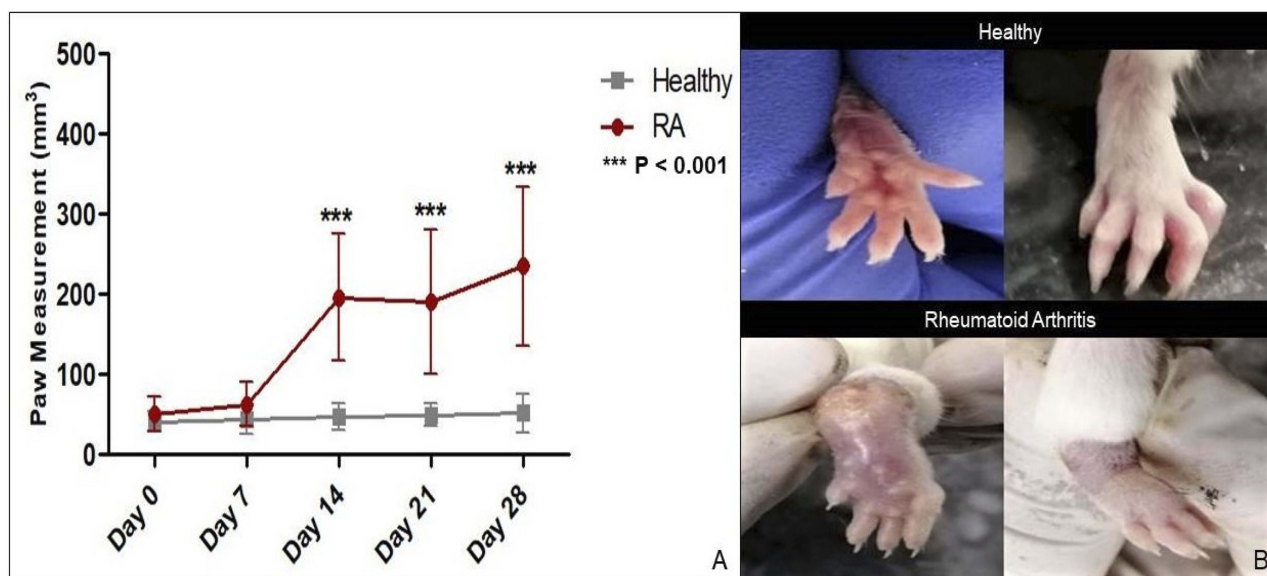 500
400
300
200
100
0
Paw Measurement (mm³)
Day 0
Day 7
Day 14
Day 21
Day 28
***
***
***
Healthy
RA
*** P < 0.001
A
Healthy
Rheumatoid Arthritis
B